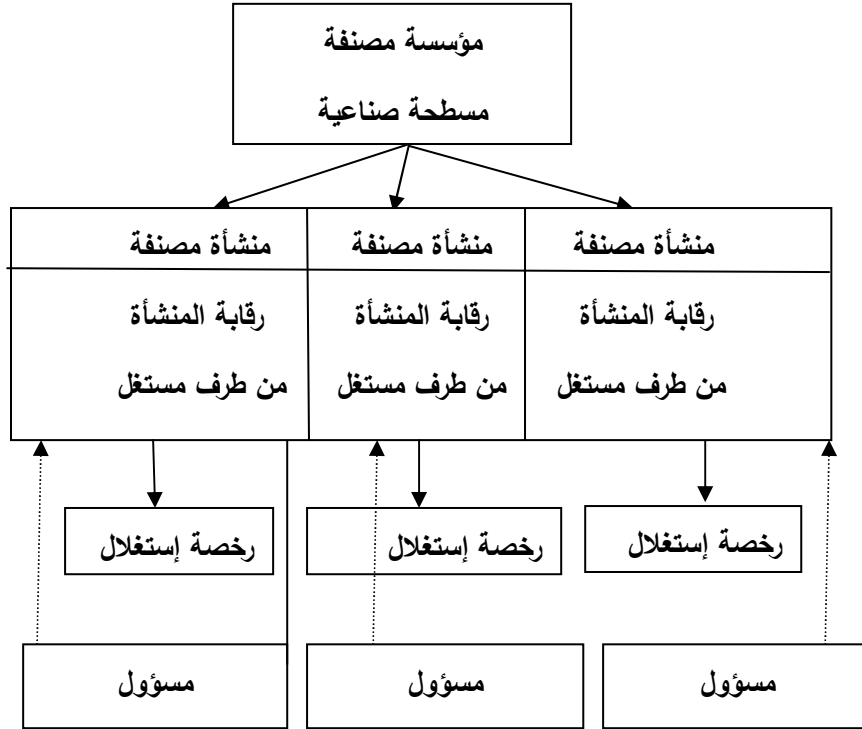 مؤسسة مصنفة
مسطحة صناعية
منشأة مصنفة
منشأة مصنفة
منشأة مصنفة
رقابة المنشأة
رقابة المنشأة
رقابة المنشأة
من طرف مستغل
من طرف مستغل
من طرف مستغل
رخصة إستغلال
رخصة إستغلال
رخصة إستغلال
مسؤول
مسؤول
مسؤول